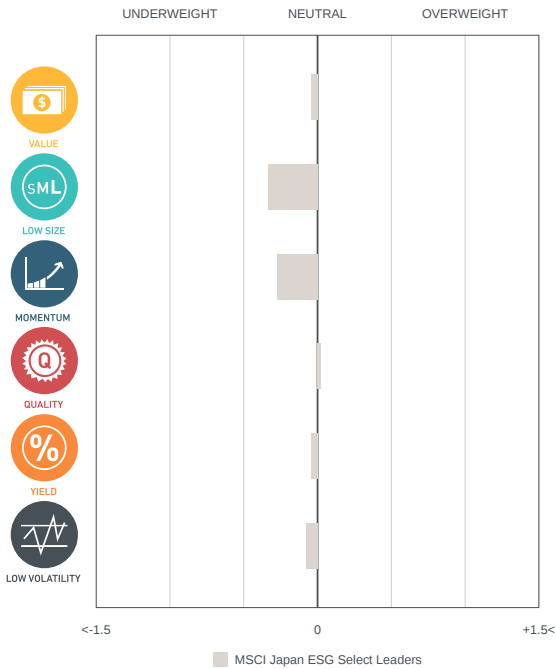 UNDERWEIGHT NEUTRAL OVERWEIGHT
$
VALUE
SML
LOW SIZE
MOMENTUM
Q
QUALITY
%
YIELD
LOW VOLATILITY
<-1.5 0 +1.5<
MSCI Japan ESG Select Leaders